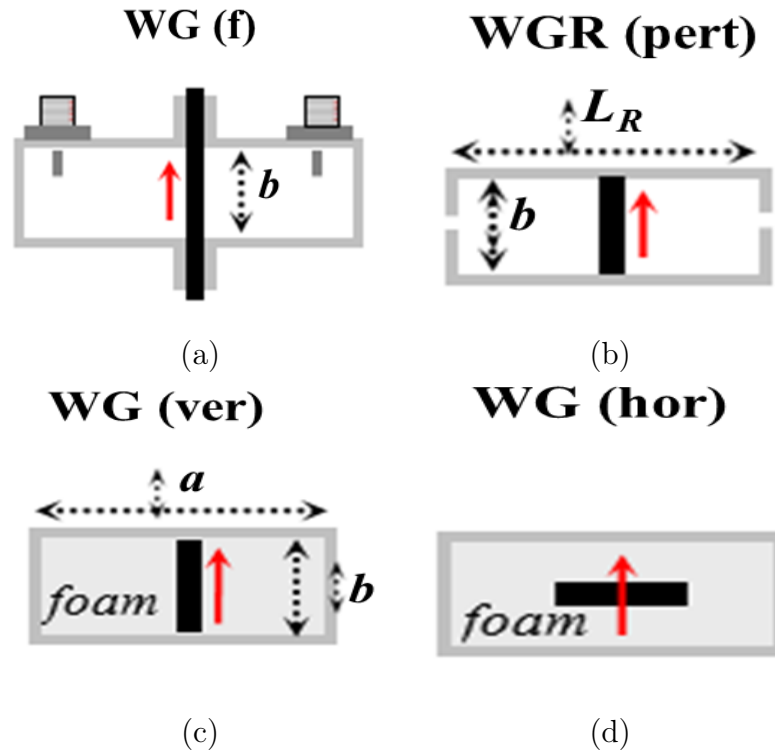 WG (f)
WGR (pert)
b
L_R
b
(a)
(b)
WG (ver)
WG (hor)
a
foam
b
foam
(c)
(d)